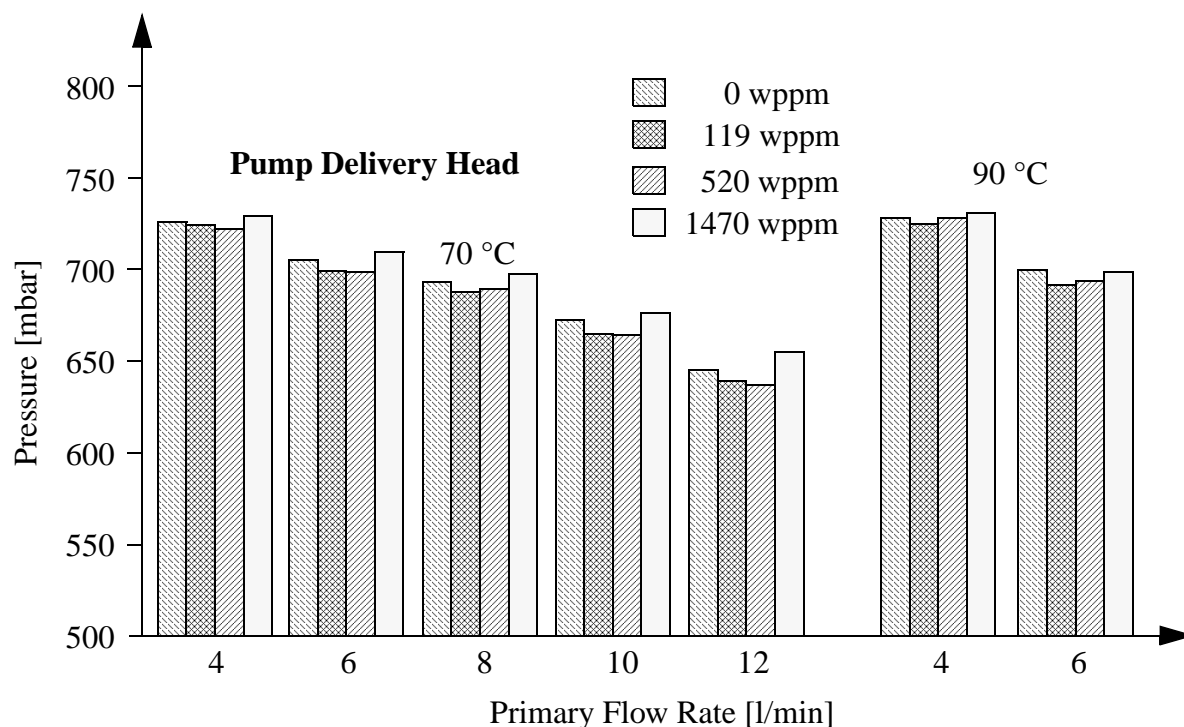 800
750
700
650
600
550
500
Pressure [mbar]
Pump Delivery Head
0 wppm
119 wppm
520 wppm
1470 wppm
70 °C
90 °C
4 6 8 10 12 4 6
Primary Flow Rate [l/min]